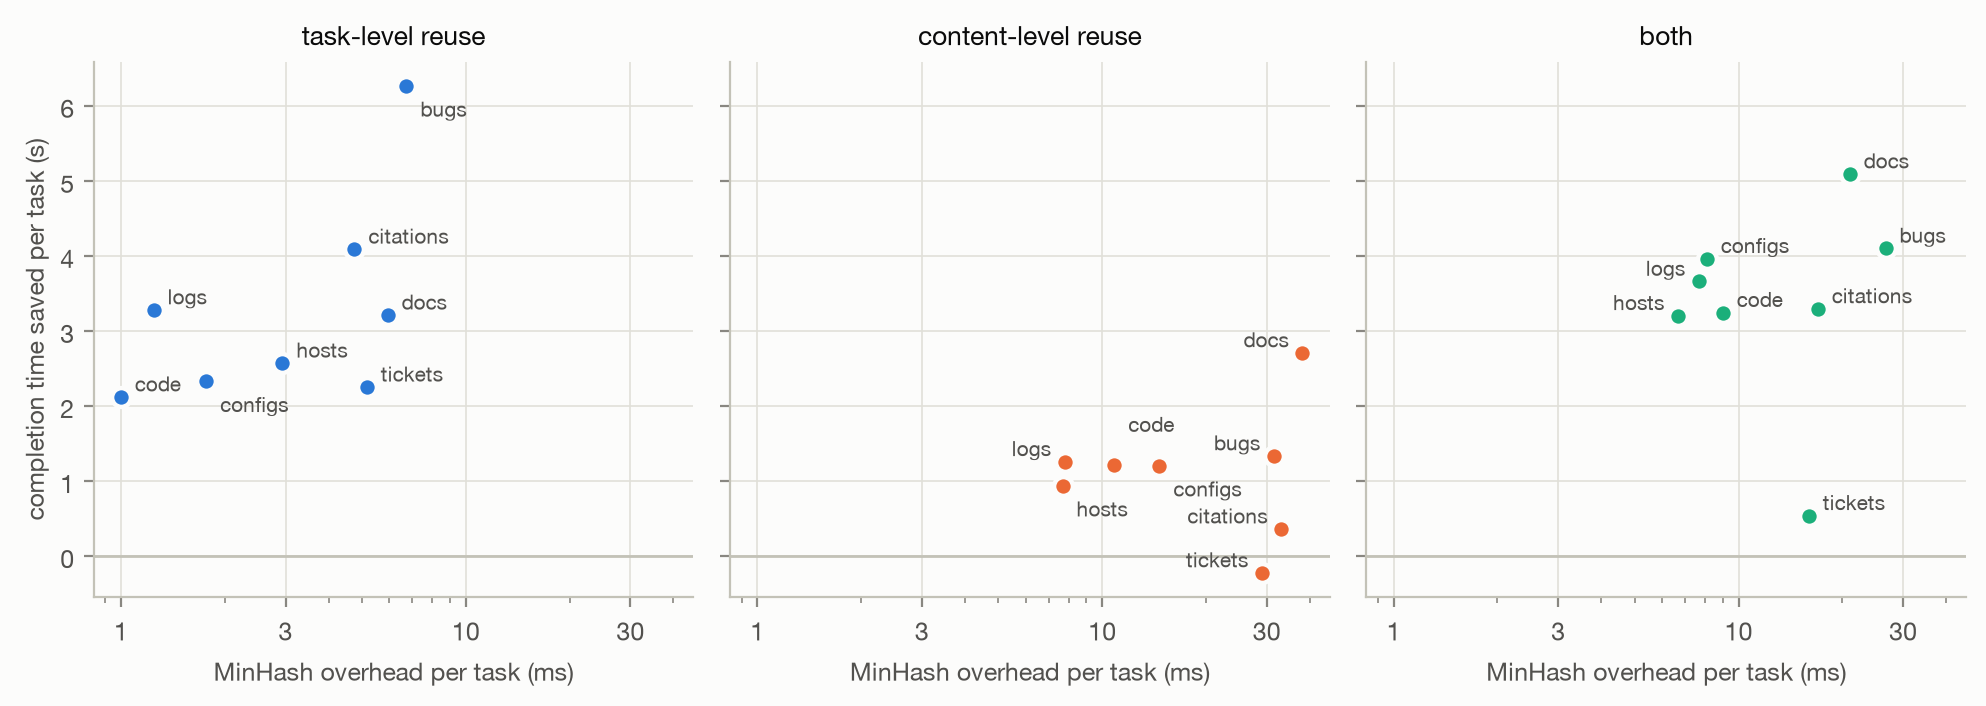 task-level reuse
content-level reuse
both
completion time saved per task (s)
6
5
4
3
2
1
0
bugs
citations
logs
docs
hosts
tickets
code
configs
1
3
10
30
MinHash overhead per task (ms)
docs
code
bugs
logs
configs
hosts
citations
tickets
1
3
10
30
MinHash overhead per task (ms)
docs
bugs
configs
logs
citations
code
hosts
tickets
1
3
10
30
MinHash overhead per task (ms)